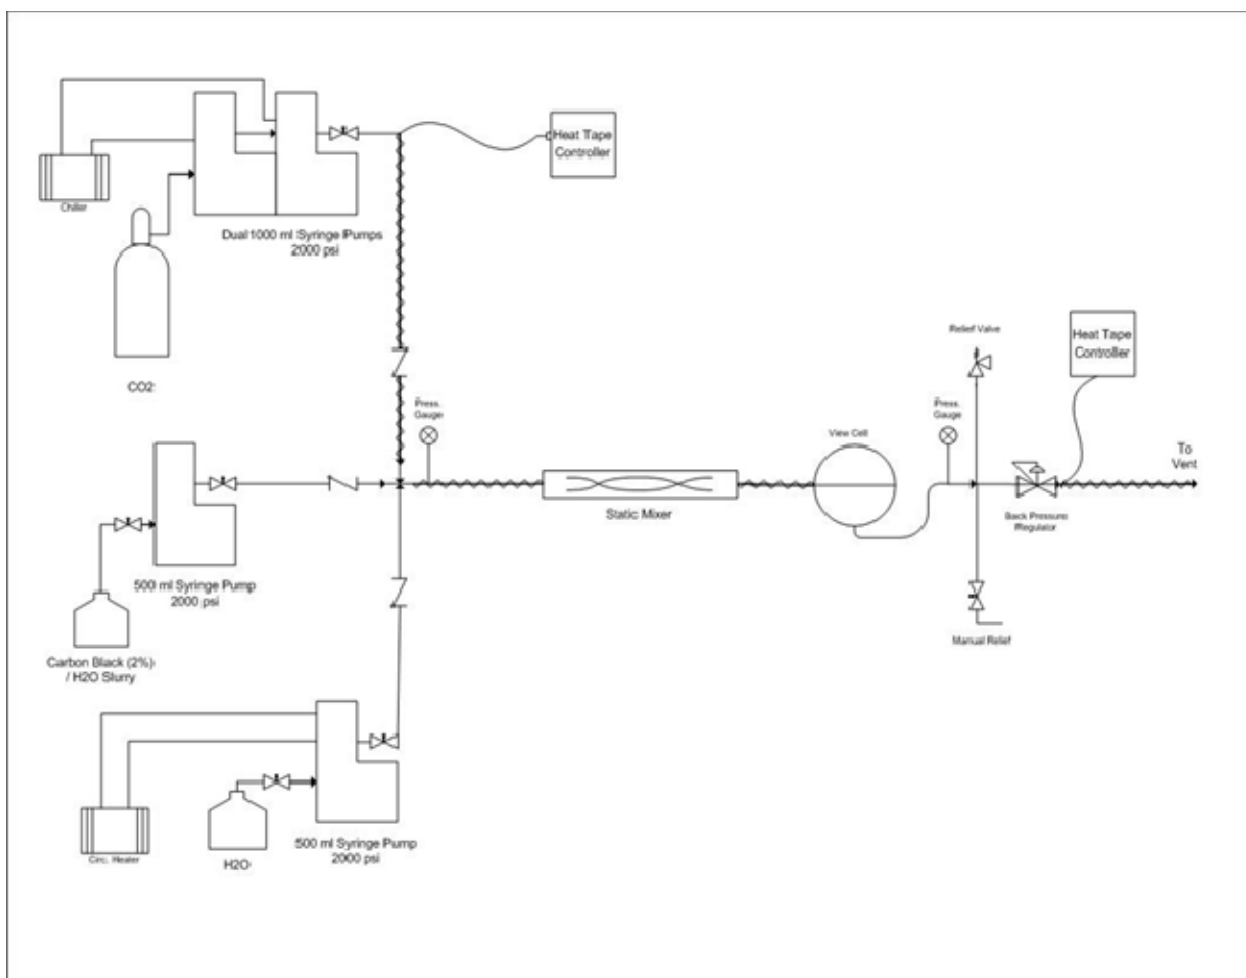 Heat Tape
Controller
Chiller
Dual 1000 ml Syringe Pumps
2000 psi
CO2
Relief Valve
Heat Tape
Controller
Press.
Gauge
Press.
Gauge
View Cell
To
Vent
Static Mixer
Back Pressure
Regulator
500 ml Syringe Pump
2000 psi
Manual Relief
Carbon Black (2%)
/ H2O Slurry
500 ml Syringe Pump
2000 psi
Circ. Heater
H2O